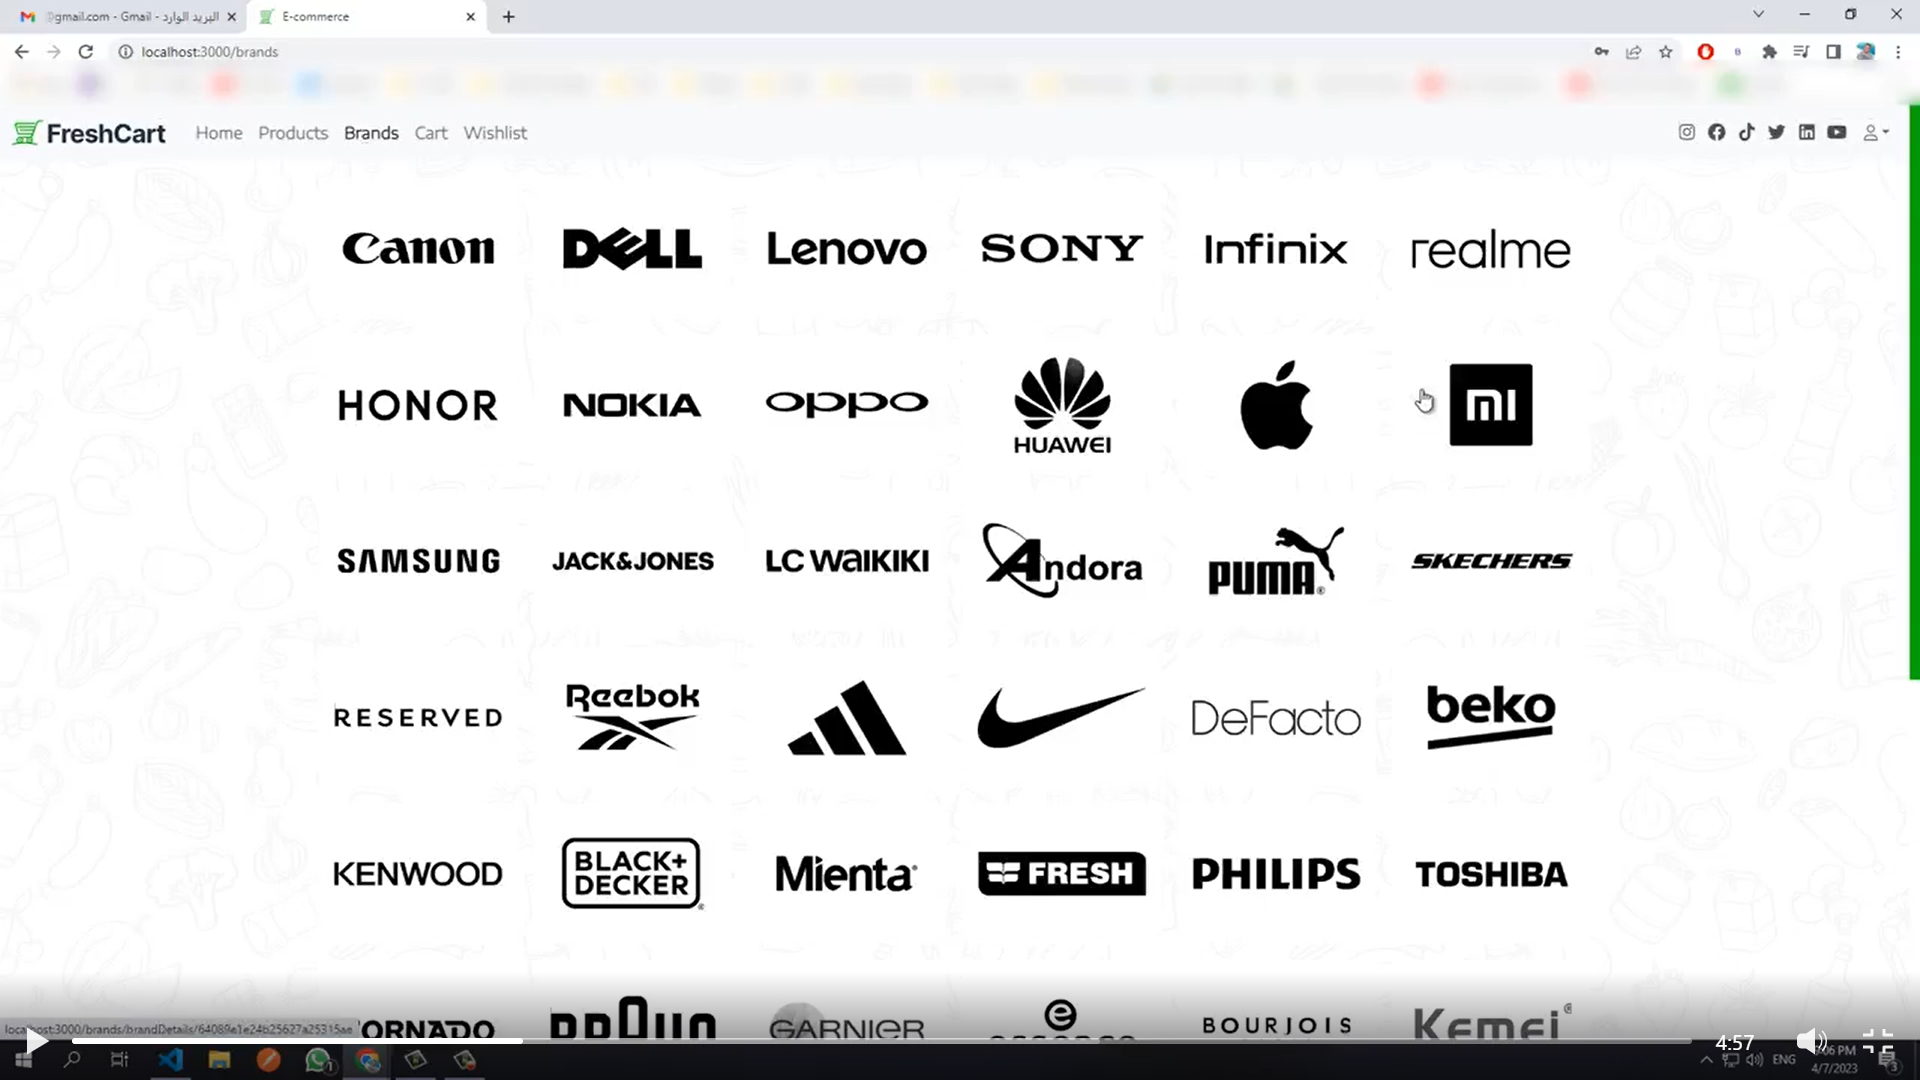 @gmail.com - Gmail - البريد الوارد
E-commerce
localhost:3000/brands
FreshCart Home Products Brands Cart Wishlist
Canon DELL Lenovo SONY Infinix realme
HONOR NOKIA oppo HUAWEI mi
SAMSUNG JACK&JONES LC WAIKIKI Andora PUMA SKECHERS
RESERVED Reebok DeFacto beko
KENWOOD BLACK+ DECKER Mienta FRESH PHILIPS TOSHIBA
ORNADO BRAUN GARNIER essence BOURJOIS Kemei
localhost:3000/brands/brandDetails/64089e1e24b25627a25315ae
4:57
ENG
:06 PM
4/7/2023